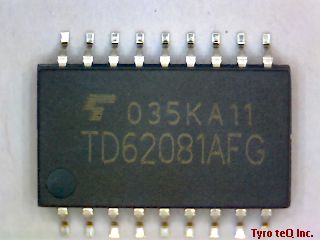 035KA11
TD62081AFG
Tyro teQ Inc.